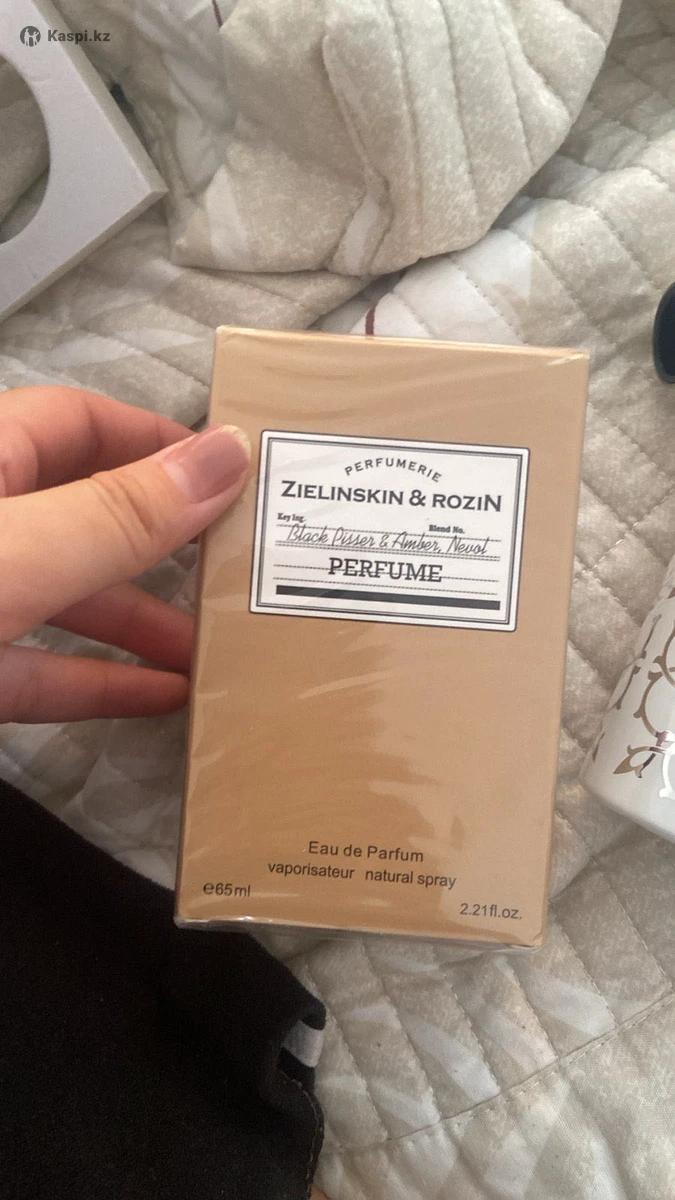 Kaspi.kz
PERFUMERIE
ZIELINSKIN & ROZIN
Key Ing.
Blend No.
Black Pisser & Amber, Nevol
PERFUME
Eau de Parfum
vaporisateur natural spray
e65ml
2.21fl.oz.